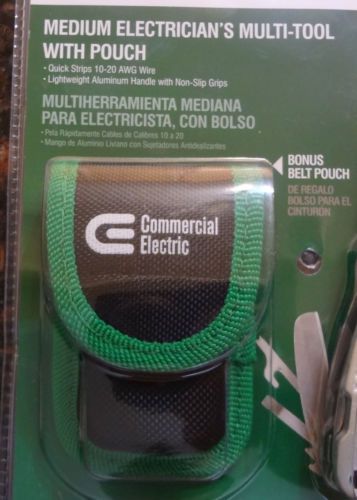 MEDIUM ELECTRICIAN'S MULTI-TOOL
WITH POUCH
• Quick Strips 10-20 AWG Wire
• Lightweight Aluminum Handle with Non-Slip Grips
MULTIHERRAMIENTA MEDIANA
PARA ELECTRICISTA, CON BOLSO
• Pela Rápidamente Cables de Calibres 10 a 20
• Mango de Aluminio Liviano con Sujetadores Antideslizantes
BONUS
BELT POUCH
DE REGALO
BOLSO PARA EL
CINTURÓN
Commercial
Electric